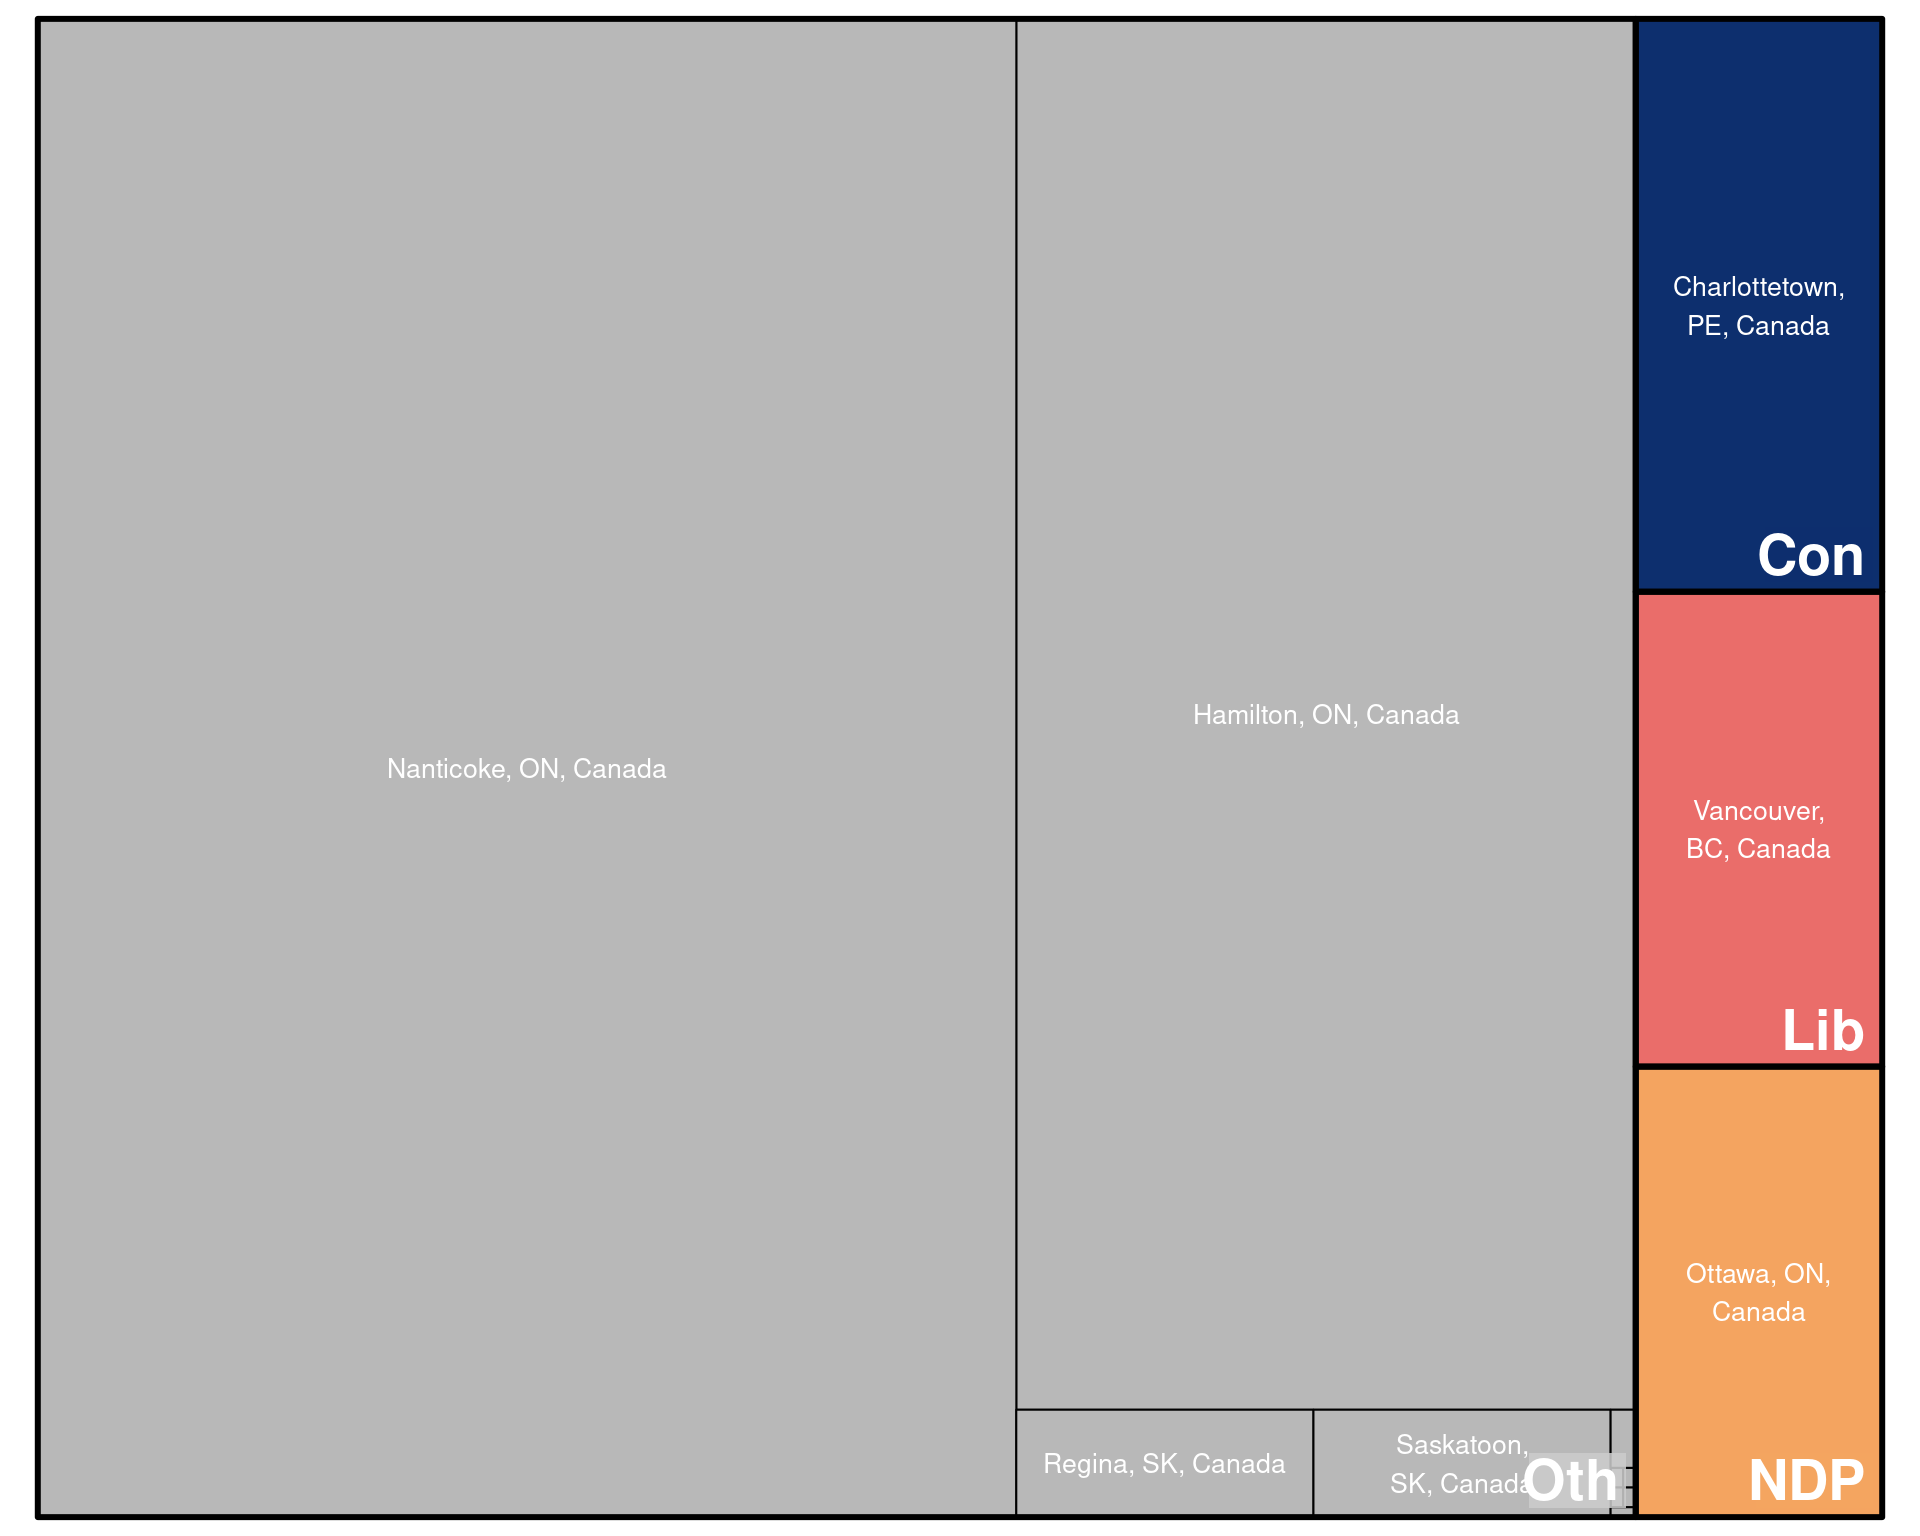 Nanticoke, ON, Canada
Hamilton, ON, Canada
Regina, SK, Canada
Saskatoon,
SK, Canada
Oth
Charlottetown,
PE, Canada
Con
Vancouver,
BC, Canada
Lib
Ottawa, ON,
Canada
NDP